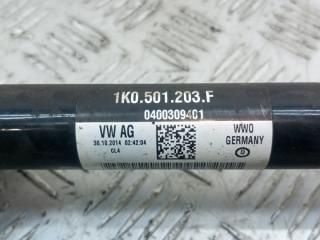 1K0.501.203.F
0400309401
VW AG
30.10.2014 02:42:04
CL4
WWO
GERMANY
D